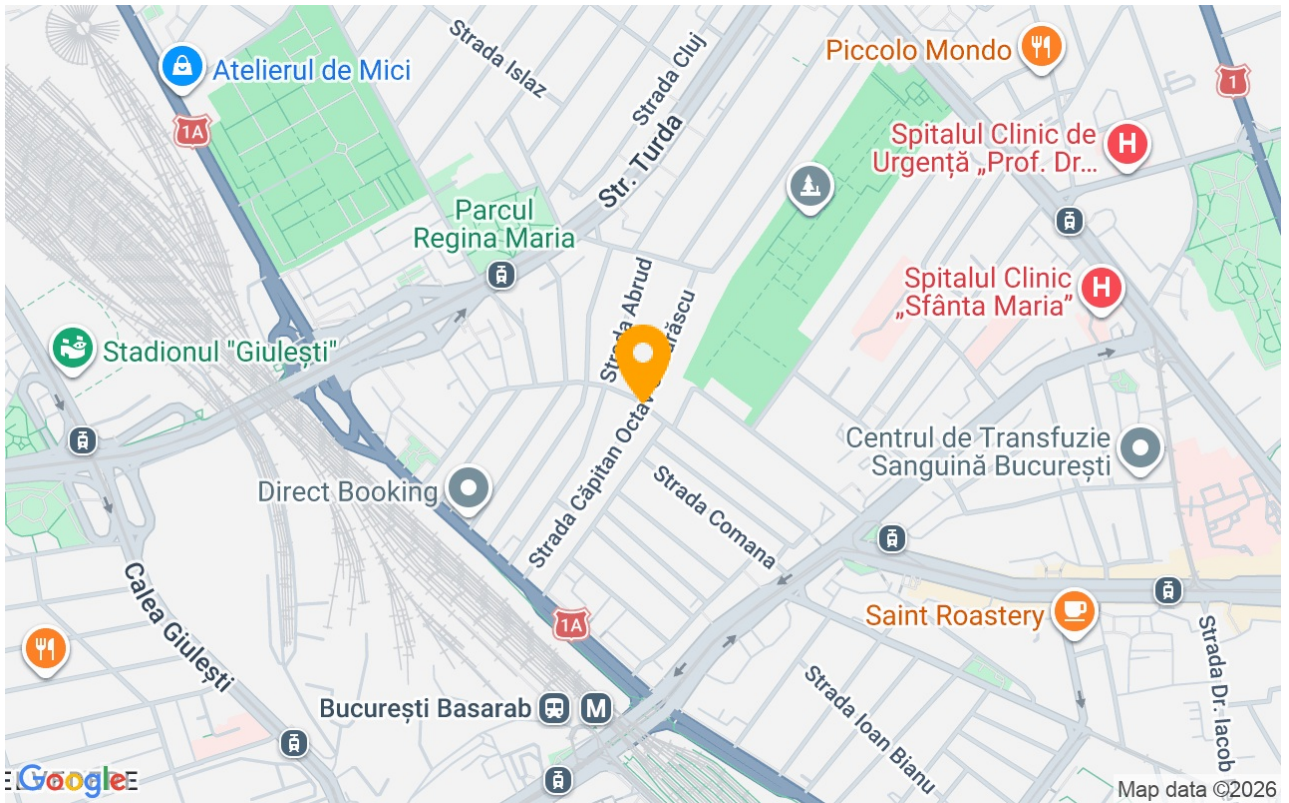 Strada Islaz
Strada Cluj
Piccolo Mondo
Atelierul de Mici
1
1A
Str. Turda
Spitalul Clinic de
Urgență „Prof. Dr...
H
Parcul
Regina Maria
Strada Abrud
Spitalul Clinic
„Sfânta Maria”
H
Stadionul "Giulești"
Strada Căpitan Octav
Centrul de Transfuzie
Sanguină București
Direct Booking
Strada Comana
Calea Giulești
1A
Saint Roastery
Strada Dr. Iacob
Strada Ioan Bianu
București Basarab
M
Google
Map data ©2026